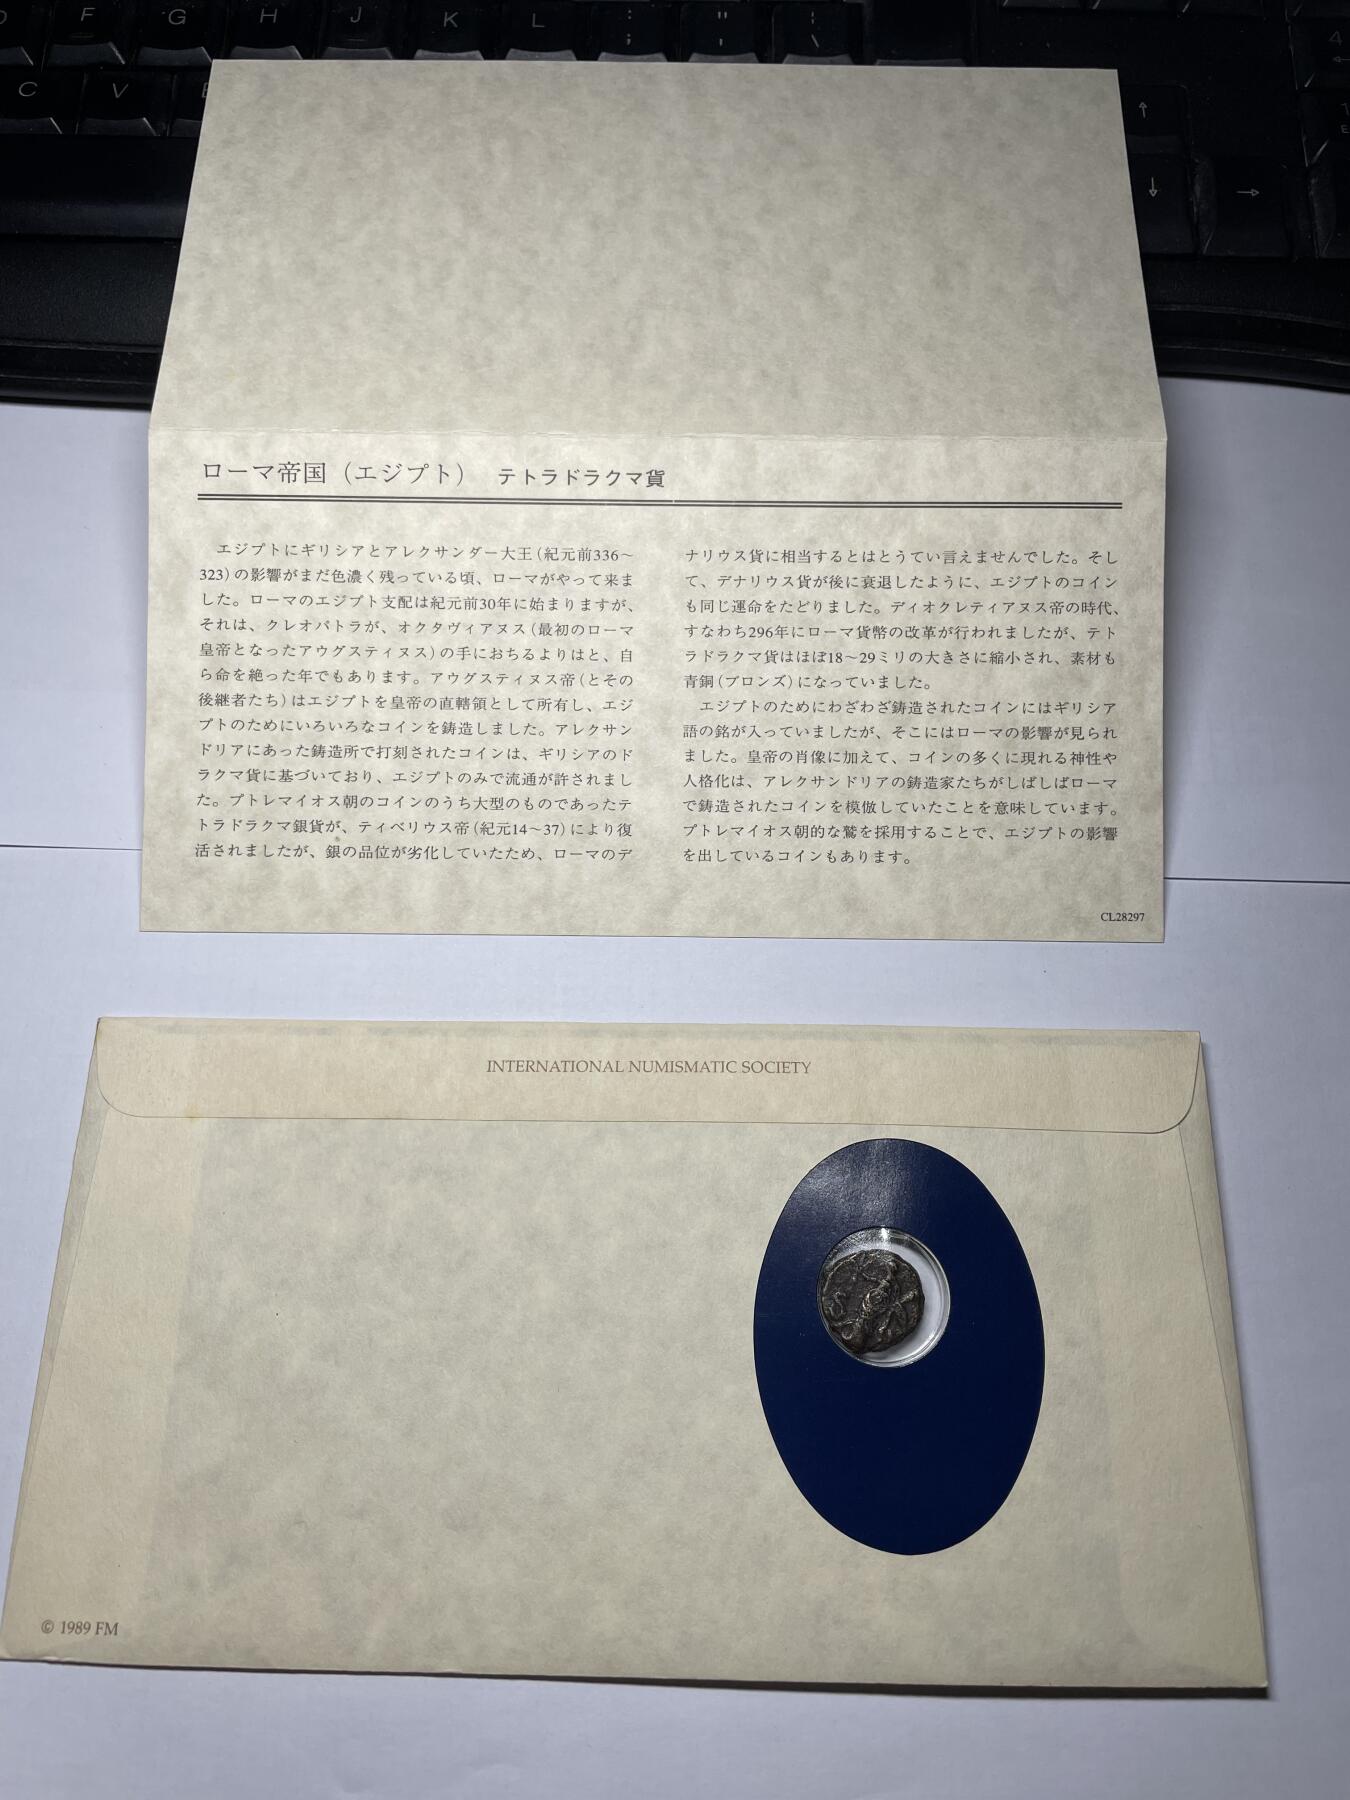 D F G H J K L : ; " ' | \
C V
↑
↓ →
ローマ帝国（エジプト）　テトラドラクマ貨
エジプトにギリシアとアレクサンダー大王（紀元前336～
323）の影響がまだ色濃く残っている頃、ローマがやって来ま
した。ローマのエジプト支配は紀元前30年に始まりますが、
それは、クレオパトラが、オクタヴィアヌス（最初のローマ
皇帝となったアウグスティヌス）の手におちるよりはと、自
ら命を絶った年でもあります。アウグスティヌス帝（とその
後継者たち）はエジプトを皇帝の直轄領として所有し、エジ
プトのためにいろいろなコインを鋳造しました。アレクサン
ドリアにあった鋳造所で打刻されたコインは、ギリシアのド
ラクマ貨に基づいており、エジプトのみで流通が許されまし
た。プトレマイオス朝のコインのうち大型のものであったテ
トラドラクマ銀貨が、ティベリウス帝（紀元14～37）により復
活されましたが、銀の品位が劣化していたため、ローマのデ
ナリウス貨に相当するとはとうてい言えませんでした。そし
て、デナリウス貨が後に衰退したように、エジプトのコイン
も同じ運命をたどりました。ディオクレティアヌス帝の時代、
すなわち296年にローマ貨幣の改革が行われましたが、テト
ラドラクマ貨はほぼ18～29ミリの大きさに縮小され、素材も
青銅（ブロンズ）になっていました。
エジプトのためにわざわざ鋳造されたコインにはギリシア
語の銘が入っていましたが、そこにはローマの影響が見られ
ました。皇帝の肖像に加えて、コインの多くに現れる神性や
人格化は、アレクサンドリアの鋳造家たちがしばしばローマ
で鋳造されたコインを模倣していたことを意味しています。
プトレマイオス朝的な鷲を採用することで、エジプトの影響
を出しているコインもあります。
CL28297
INTERNATIONAL NUMISMATIC SOCIETY
© 1989 FM